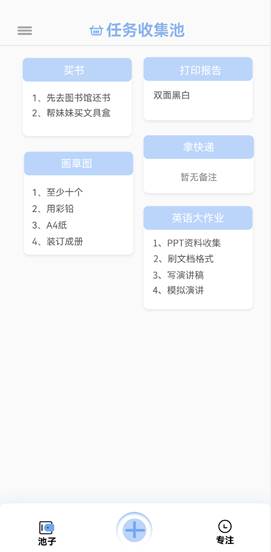 任务收集池
买书
1、先去图书馆还书
2、帮妹妹买文具盒
打印报告
双面黑白
拿快递
暂无备注
画草图
1、至少十个
2、用彩铅
3、A4纸
4、装订成册
英语大作业
1、PPT资料收集
2、刷文档格式
3、写演讲稿
4、模拟演讲
池子
专注